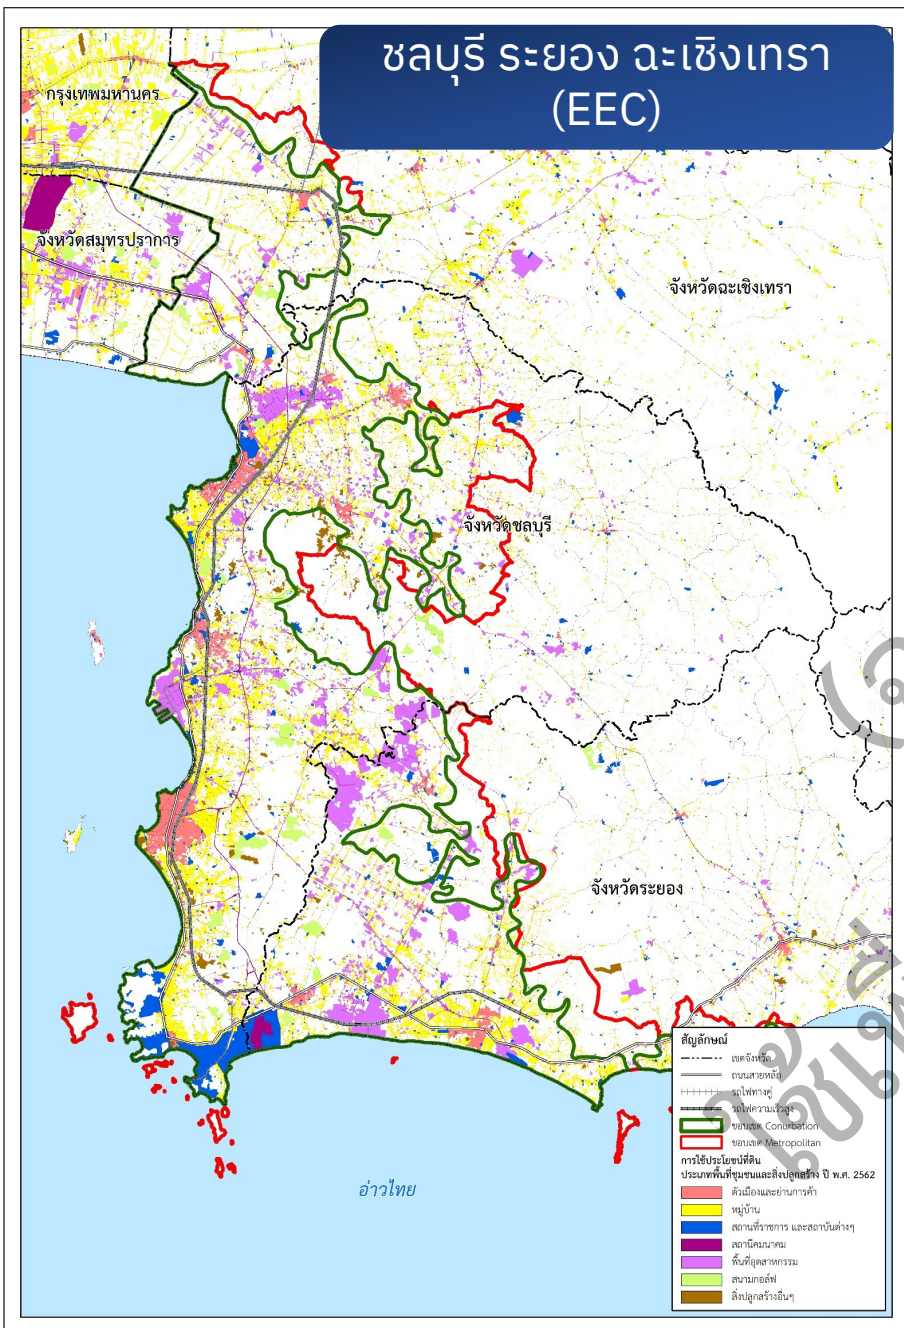 ชลบุรี ระยอง ฉะเชิงเทรา
(EEC)
กรุงเทพมหานคร
จังหวัดสมุทรปราการ
จังหวัดฉะเชิงเทรา
จังหวัดชลบุรี
จังหวัดระยอง
อ่าวไทย
สัญลักษณ์
เขตจังหวัด
ถนนสายหลัก
รถไฟทางคู่
รถไฟความเร็วสูง
ขอบเขต Conurbation
ขอบเขต Metropolitan
การใช้ประโยชน์ที่ดิน
ประเภทพื้นที่ชุมชนและสิ่งปลูกสร้าง ปี พ.ศ. 2562
ตัวเมืองและย่านการค้า
หมู่บ้าน
สถานที่ราชการ และสถาบันต่างๆ
สถานีคมนาคม
พื้นที่อุตสาหกรรม
สนามกอล์ฟ
สิ่งปลูกสร้างอื่นๆ